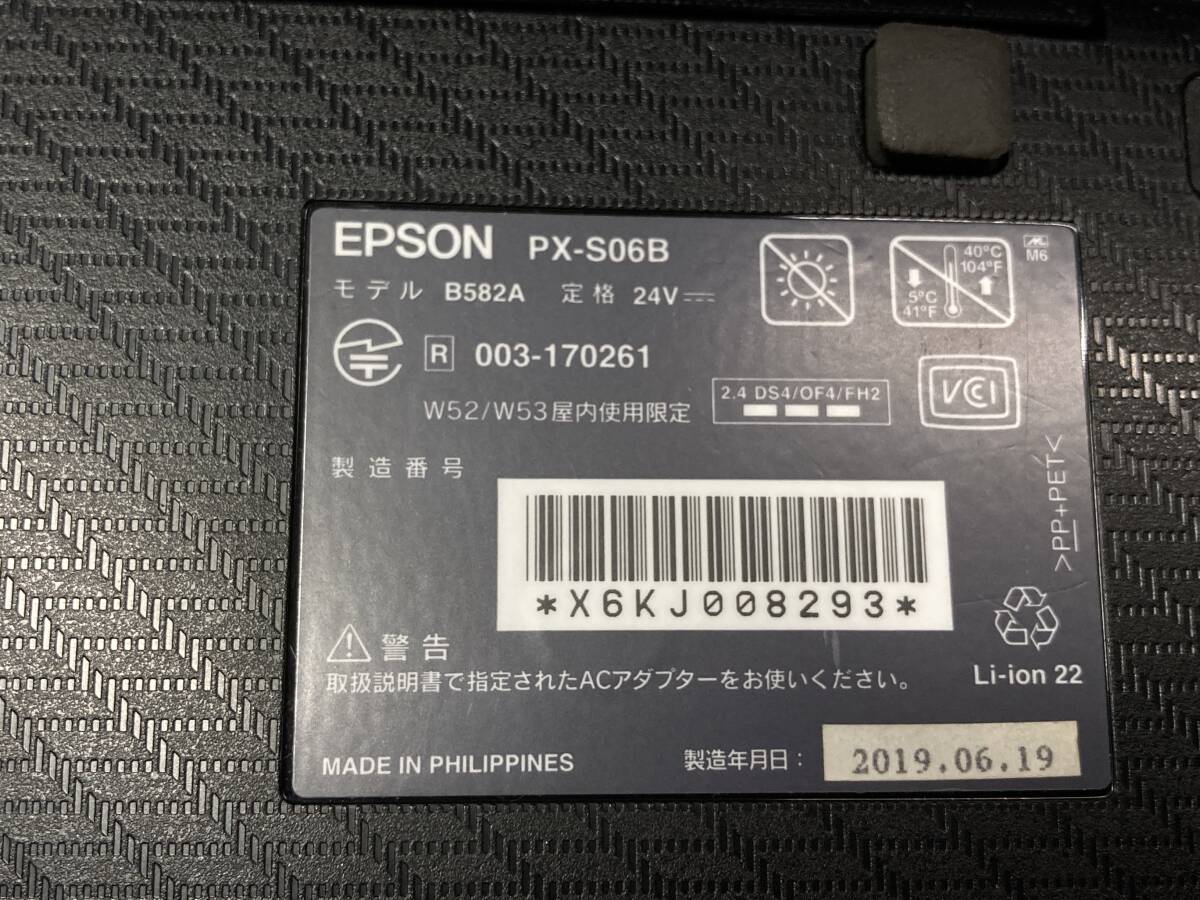 EPSON PX-S06B
モデル B582A 定格 24V
40°C
104°F
5°C
41°F
M6
R 003-170261
W52/W53屋内使用限定
2.4 DS4/OF4/FH2
VCI
製造番号
*X6KJ008293*
>PP+PET<
警告
取扱説明書で指定されたACアダプターをお使いください。
Li-ion 22
MADE IN PHILIPPINES
製造年月日: 2019.06.19